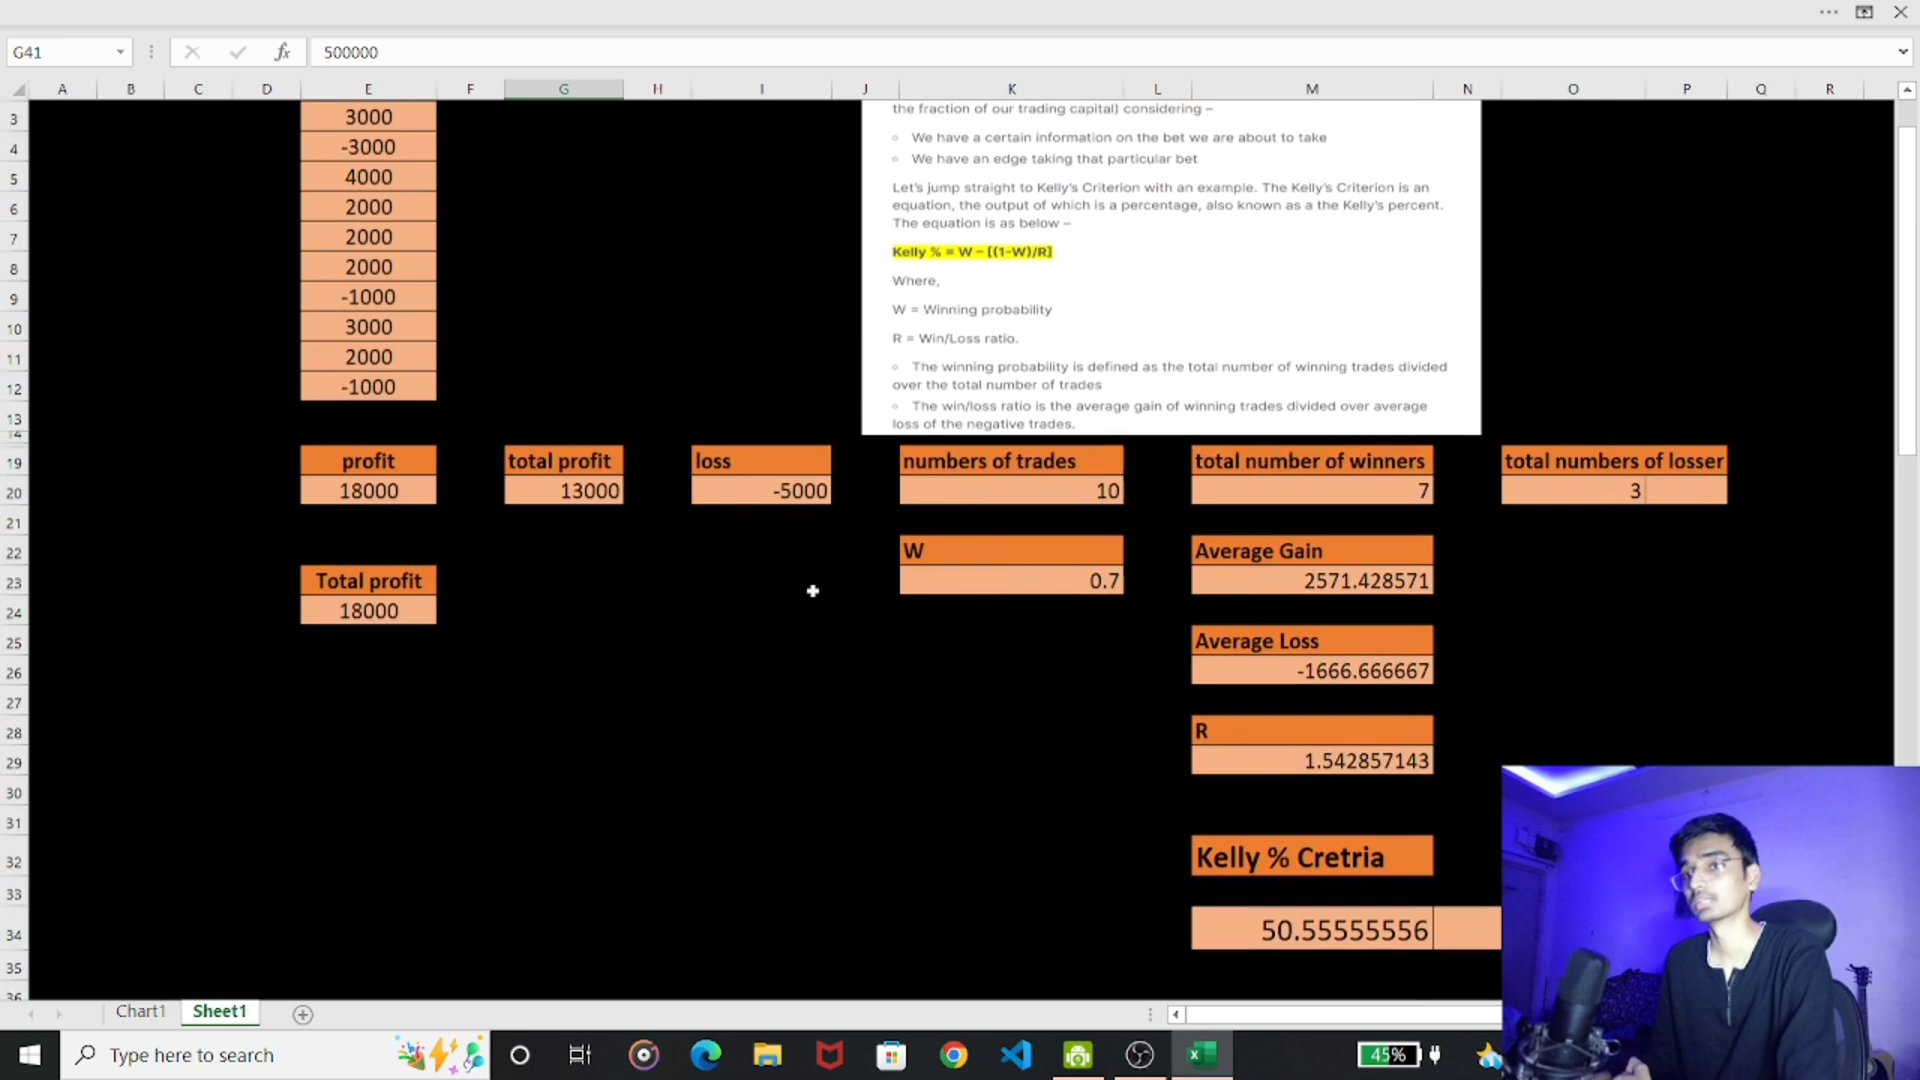 G41
fx
500000
A B C D E F G H I J K L M N O P Q R
3 3000
4 -3000
5 4000
6 2000
7 2000
8 2000
9 -1000
10 3000
11 2000
12 -1000
13
14
the fraction of our trading capital) considering –
We have a certain information on the bet we are about to take
We have an edge taking that particular bet
Let's jump straight to Kelly's Criterion with an example. The Kelly's Criterion is an
equation, the output of which is a percentage, also known as a the Kelly's percent.
The equation is as below –
Kelly % = W – [(1-W)/R]
Where,
W = Winning probability
R = Win/Loss ratio.
The winning probability is defined as the total number of winning trades divided
over the total number of trades
The win/loss ratio is the average gain of winning trades divided over average
loss of the negative trades.
19 profit total profit loss numbers of trades total number of winners total numbers of losser
20 18000 13000 -5000 10 7 3
21
22 W Average Gain
23 Total profit 0.7 2571.428571
24 18000
25 Average Loss
26 -1666.666667
27
28 R
29 1.542857143
30
31
32 Kelly % Cretria
33
34 50.55555556
35
36
Chart1 Sheet1
Type here to search
45%